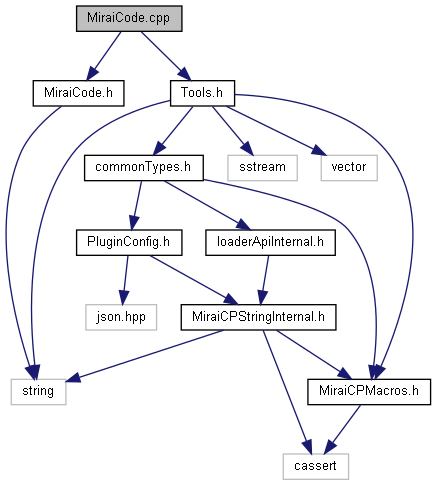 MiraiCode.cpp
MiraiCode.h
Tools.h
commonTypes.h
sstream
vector
PluginConfig.h
loaderApiInternal.h
json.hpp
MiraiCPStringInternal.h
string
MiraiCPMacros.h
cassert